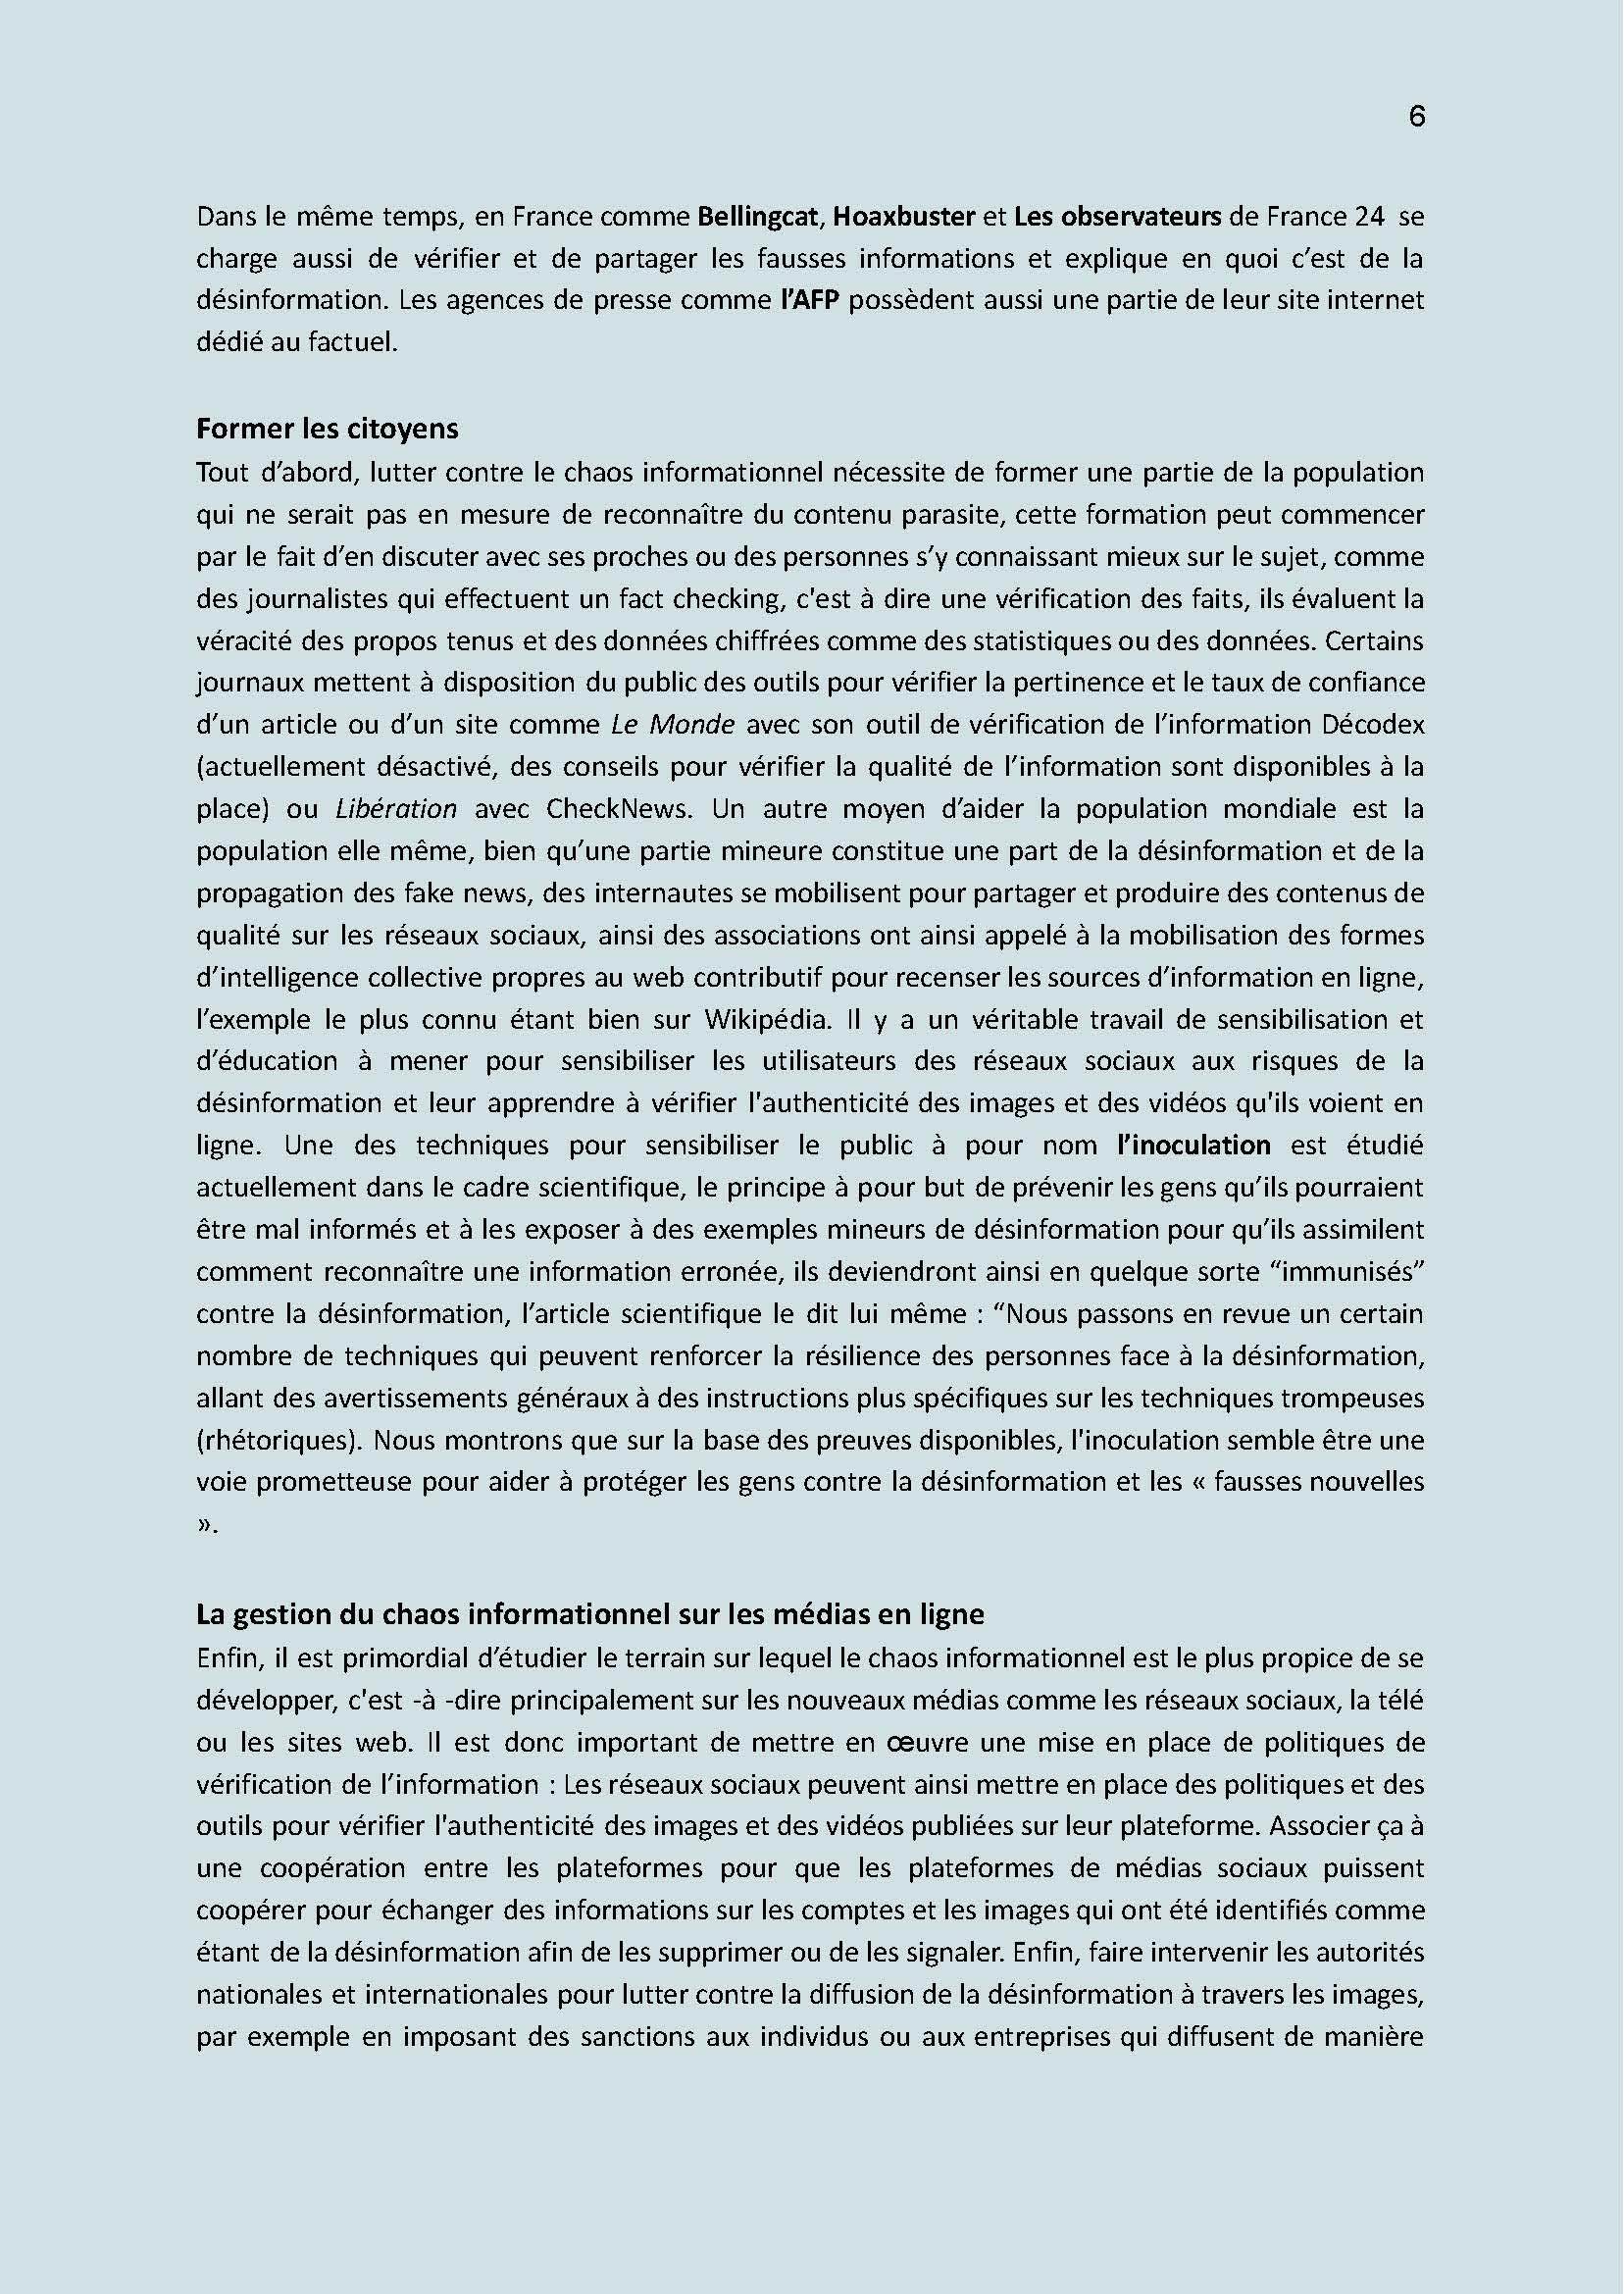 6
Dans le même temps, en France comme Bellingcat, Hoaxbuster et Les observateurs de France 24 se
charge aussi de vérifier et de partager les fausses informations et explique en quoi c’est de la
désinformation. Les agences de presse comme l’AFP possèdent aussi une partie de leur site internet
dédié au factuel.
Former les citoyens
Tout d’abord, lutter contre le chaos informationnel nécessite de former une partie de la population
qui ne serait pas en mesure de reconnaître du contenu parasite, cette formation peut commencer
par le fait d’en discuter avec ses proches ou des personnes s’y connaissant mieux sur le sujet, comme
des journalistes qui effectuent un fact checking, c'est à dire une vérification des faits, ils évaluent la
véracité des propos tenus et des données chiffrées comme des statistiques ou des données. Certains
journaux mettent à disposition du public des outils pour vérifier la pertinence et le taux de confiance
d’un article ou d’un site comme Le Monde avec son outil de vérification de l’information Décodex
(actuellement désactivé, des conseils pour vérifier la qualité de l’information sont disponibles à la
place) ou Libération avec CheckNews. Un autre moyen d’aider la population mondiale est la
population elle même, bien qu’une partie mineure constitue une part de la désinformation et de la
propagation des fake news, des internautes se mobilisent pour partager et produire des contenus de
qualité sur les réseaux sociaux, ainsi des associations ont ainsi appelé à la mobilisation des formes
d’intelligence collective propres au web contributif pour recenser les sources d’information en ligne,
l’exemple le plus connu étant bien sur Wikipédia. Il y a un véritable travail de sensibilisation et
d’éducation à mener pour sensibiliser les utilisateurs des réseaux sociaux aux risques de la
désinformation et leur apprendre à vérifier l'authenticité des images et des vidéos qu'ils voient en
ligne. Une des techniques pour sensibiliser le public à pour nom l’inoculation est étudié
actuellement dans le cadre scientifique, le principe à pour but de prévenir les gens qu’ils pourraient
être mal informés et à les exposer à des exemples mineurs de désinformation pour qu’ils assimilent
comment reconnaître une information erronée, ils deviendront ainsi en quelque sorte “immunisés”
contre la désinformation, l’article scientifique le dit lui même : “Nous passons en revue un certain
nombre de techniques qui peuvent renforcer la résilience des personnes face à la désinformation,
allant des avertissements généraux à des instructions plus spécifiques sur les techniques trompeuses
(rhétoriques). Nous montrons que sur la base des preuves disponibles, l'inoculation semble être une
voie prometteuse pour aider à protéger les gens contre la désinformation et les « fausses nouvelles
».
La gestion du chaos informationnel sur les médias en ligne
Enfin, il est primordial d’étudier le terrain sur lequel le chaos informationnel est le plus propice de se
développer, c'est -à -dire principalement sur les nouveaux médias comme les réseaux sociaux, la télé
ou les sites web. Il est donc important de mettre en œuvre une mise en place de politiques de
vérification de l’information : Les réseaux sociaux peuvent ainsi mettre en place des politiques et des
outils pour vérifier l'authenticité des images et des vidéos publiées sur leur plateforme. Associer ça à
une coopération entre les plateformes pour que les plateformes de médias sociaux puissent
coopérer pour échanger des informations sur les comptes et les images qui ont été identifiés comme
étant de la désinformation afin de les supprimer ou de les signaler. Enfin, faire intervenir les autorités
nationales et internationales pour lutter contre la diffusion de la désinformation à travers les images,
par exemple en imposant des sanctions aux individus ou aux entreprises qui diffusent de manière